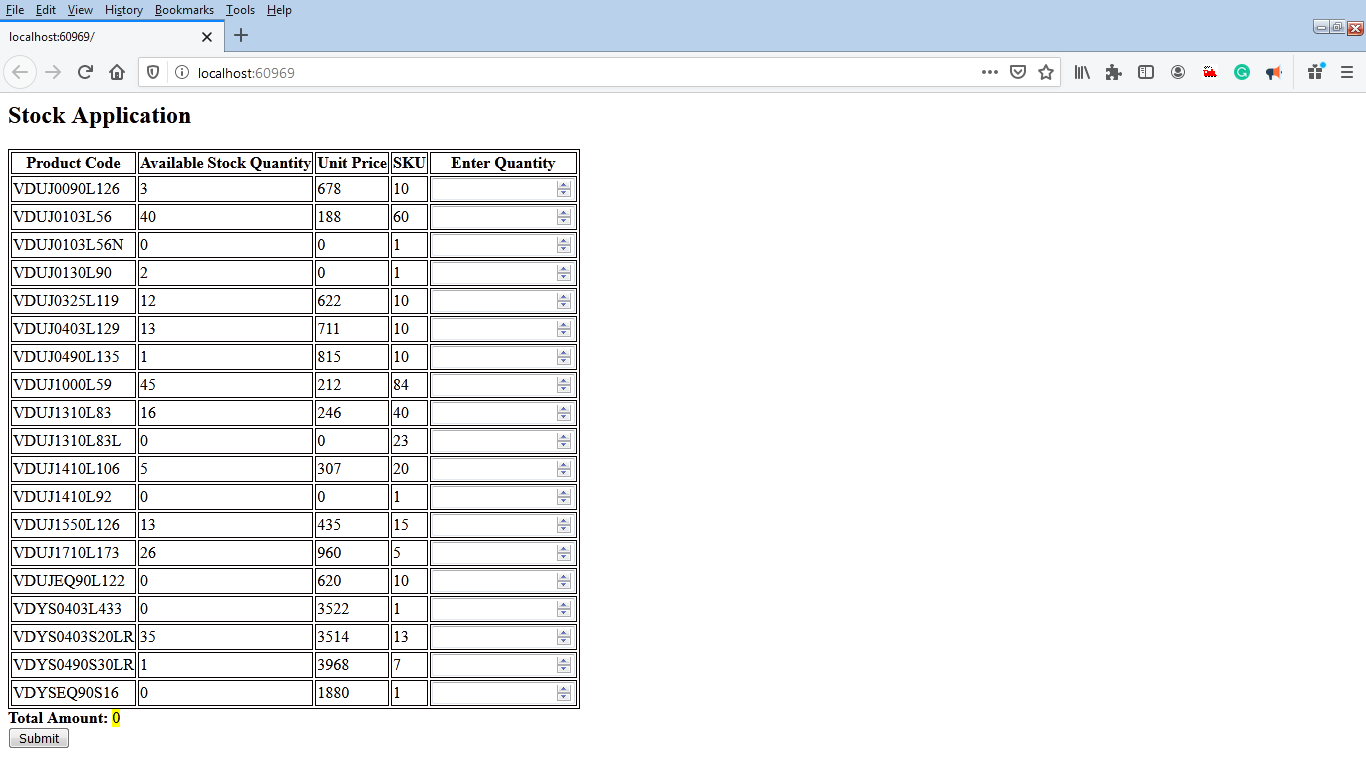 File Edit View History Bookmarks Tools Help
localhost:60969/
localhost:60969
Stock Application
Product Code Available Stock Quantity Unit Price SKU Enter Quantity
VDUJ0090L126 3 678 10
VDUJ0103L56 40 188 60
VDUJ0103L56N 0 0 1
VDUJ0130L90 2 0 1
VDUJ0325L119 12 622 10
VDUJ0403L129 13 711 10
VDUJ0490L135 1 815 10
VDUJ1000L59 45 212 84
VDUJ1310L83 16 246 40
VDUJ1310L83L 0 0 23
VDUJ1410L106 5 307 20
VDUJ1410L92 0 0 1
VDUJ1550L126 13 435 15
VDUJ1710L173 26 960 5
VDUJEQ90L122 0 620 10
VDYS0403L433 0 3522 1
VDYS0403S20LR 35 3514 13
VDYS0490S30LR 1 3968 7
VDYSEQ90S16 0 1880 1
Total Amount: 0
Submit